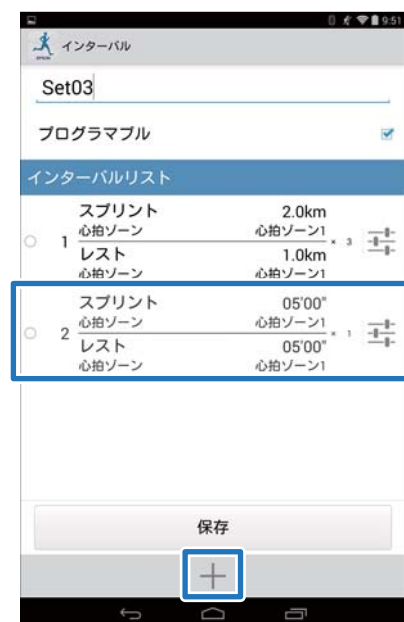 9:51
インターバル
Set03
プログラマブル
インターバルリスト
スプリント 2.0km
心拍ゾーン 心拍ゾーン1
1 × 3
レスト 1.0km
心拍ゾーン 心拍ゾーン1
スプリント 05'00"
心拍ゾーン 心拍ゾーン1
2 × 1
レスト 05'00"
心拍ゾーン 心拍ゾーン1
保存